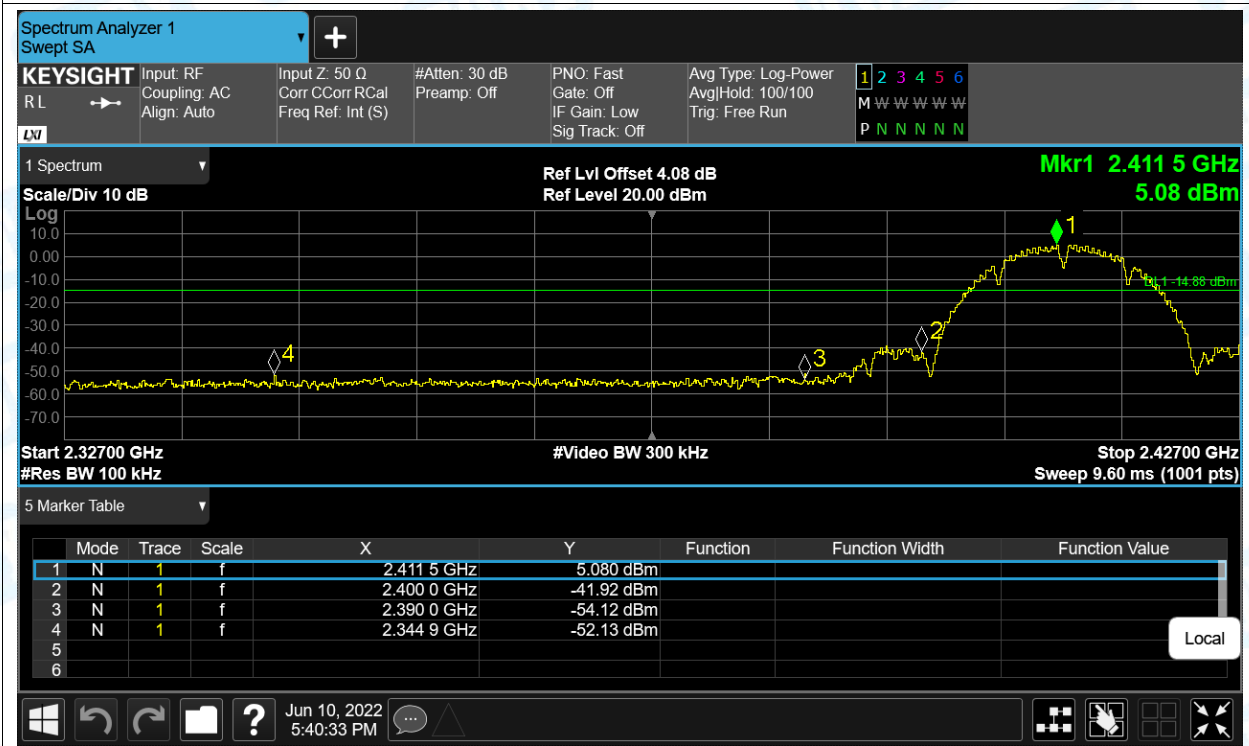 Spectrum Analyzer 1
Swept SA
+
KEYSIGHT
R L
LXI
Input: RF
Coupling: AC
Align: Auto
Input Z: 50 Ω
Corr CCorr RCal
Freq Ref: Int (S)
#Atten: 30 dB
Preamp: Off
PNO: Fast
Gate: Off
IF Gain: Low
Sig Track: Off
Avg Type: Log-Power
Avg|Hold: 100/100
Trig: Free Run
1 2 3 4 5 6
M W W W W W
P N N N N N
1 Spectrum
Scale/Div 10 dB
Ref Lvl Offset 4.08 dB
Ref Level 20.00 dBm
Mkr1 2.411 5 GHz
5.08 dBm
Log
10.0
0.00
-10.0
-20.0
-30.0
-40.0
-50.0
-60.0
-70.0
1
DL1 -14.88 dBm
2
3
4
Start 2.32700 GHz
#Res BW 100 kHz
#Video BW 300 kHz
Stop 2.42700 GHz
Sweep 9.60 ms (1001 pts)
5 Marker Table
Mode Trace Scale X Y Function Function Width Function Value
1 N 1 f 2.411 5 GHz 5.080 dBm
2 N 1 f 2.400 0 GHz -41.92 dBm
3 N 1 f 2.390 0 GHz -54.12 dBm
4 N 1 f 2.344 9 GHz -52.13 dBm
5
6
Local
?
Jun 10, 2022
5:40:33 PM